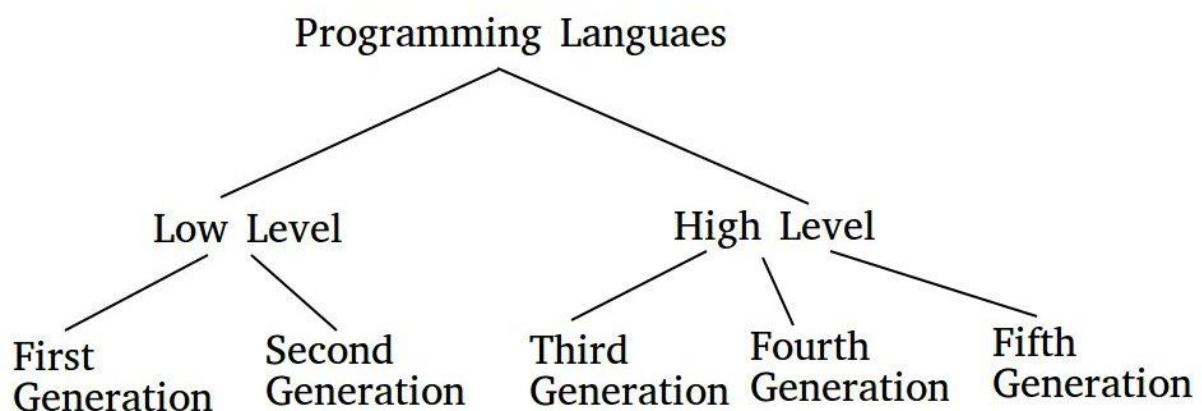 Programming Languaes
Low Level
High Level
First
Generation
Second
Generation
Third
Generation
Fourth
Generation
Fifth
Generation